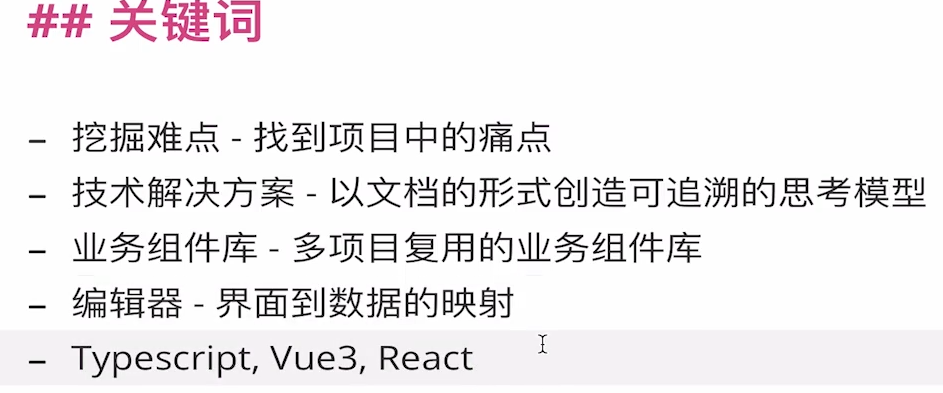 ## 关键词
- 挖掘难点 - 找到项目中的痛点
- 技术解决方案 - 以文档的形式创造可追溯的思考模型
- 业务组件库 - 多项目复用的业务组件库
- 编辑器 - 界面到数据的映射
- Typescript, Vue3, React